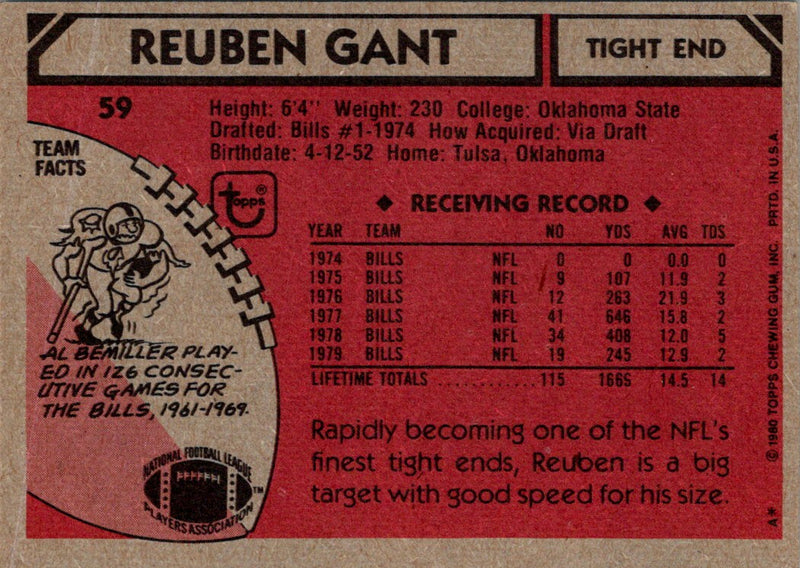 REUBEN GANT
TIGHT END
59
Height: 6'4" Weight: 230 College: Oklahoma State
Drafted: Bills #1-1974 How Acquired: Via Draft
Birthdate: 4-12-52 Home: Tulsa, Oklahoma
TEAM
FACTS
topps®
◆ RECEIVING RECORD ◆
YEAR TEAM NO YDS AVG TDS
1974 BILLS NFL 0 0 0.0 0
1975 BILLS NFL 9 107 11.9 2
1976 BILLS NFL 12 263 21.9 3
1977 BILLS NFL 41 646 15.8 2
1978 BILLS NFL 34 408 12.0 5
1979 BILLS NFL 19 245 12.9 2
LIFETIME TOTALS ............ 115 1665 14.5 14
AL BEMILLER PLAY-
ED IN 126 CONSEC-
UTIVE GAMES FOR
THE BILLS, 1961-1969.
Rapidly becoming one of the NFL's
finest tight ends, Reuben is a big
target with good speed for his size.
NATIONAL FOOTBALL LEAGUE
PLAYERS ASSOCIATION
TM
A* © 1980 TOPPS CHEWING GUM, INC. PRTD. IN U.S.A.